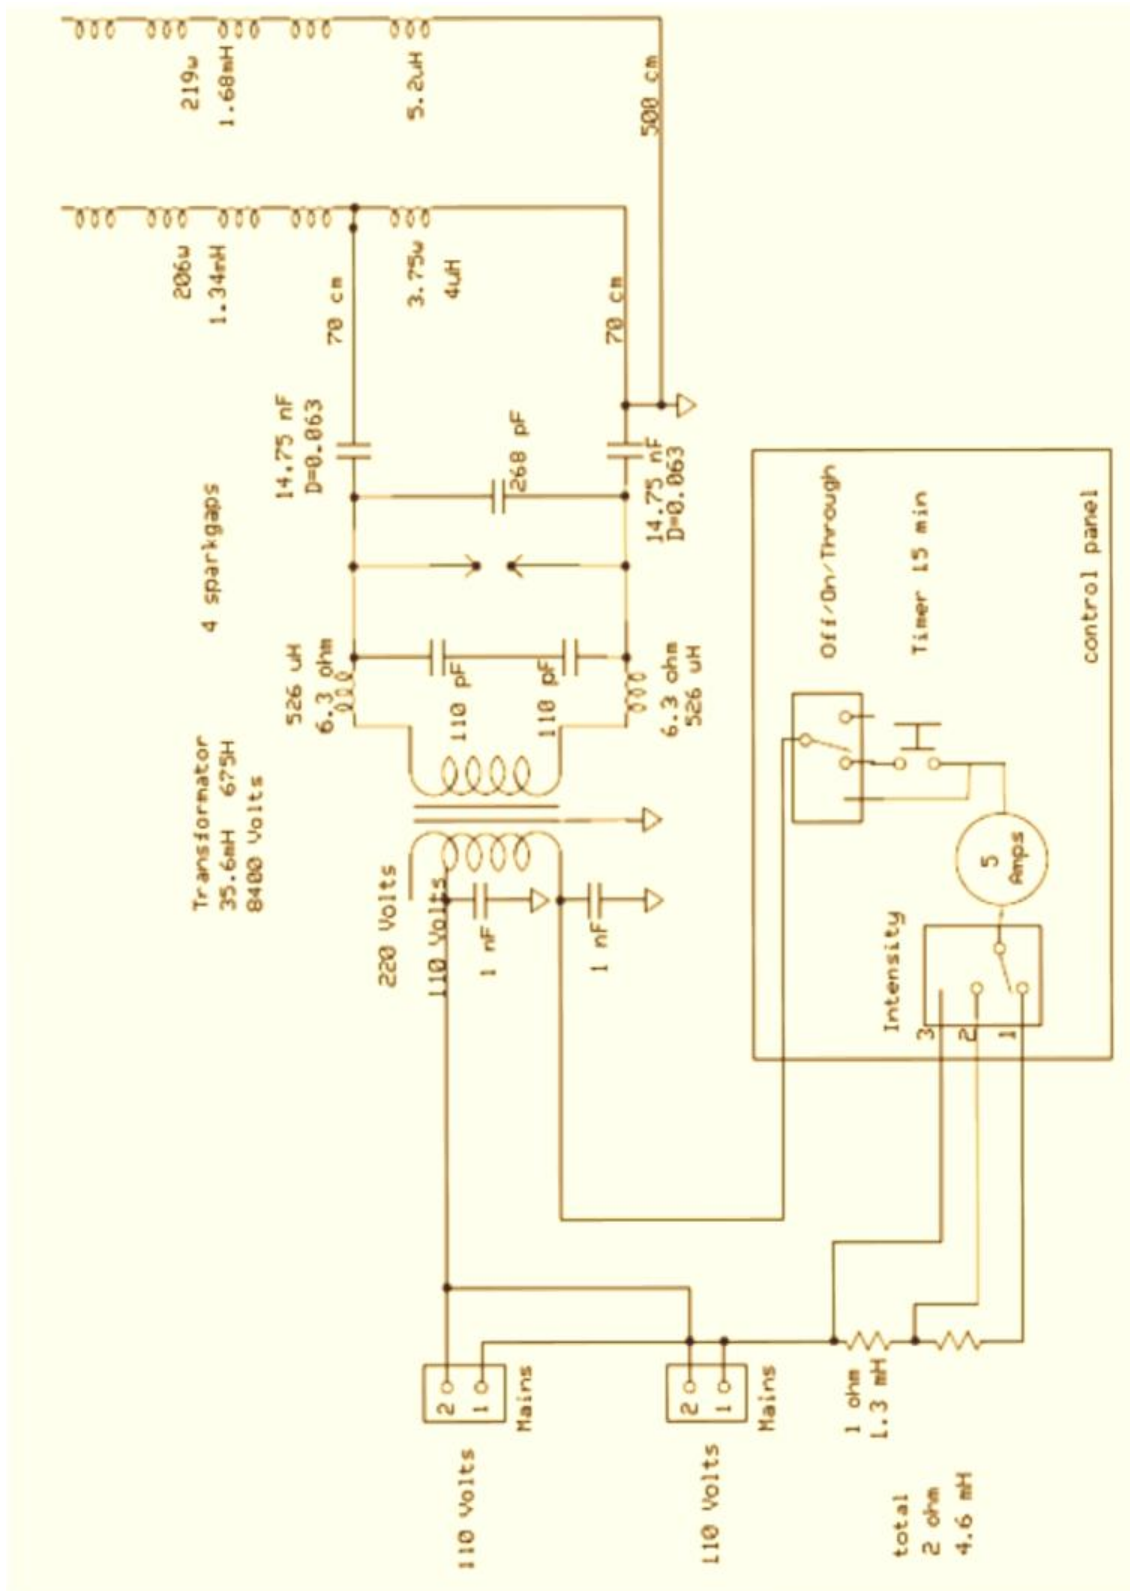 219w
1.68mH
5.2uH
500 cm
206w
1.34mH
3.75w
4uH
70 cm
70 cm
14.75 nF
D=0.063
268 pF
14.75 nF
D=0.063
4 sparkgaps
526 uH
6.3 ohm
110 pF
110 pF
6.3 ohm
526 uH
Transformator
35.6mH 675H
8400 Volts
220 Volts
110 Volts
1 nF
1 nF
Off/On/Through
Timer 15 min
control panel
5
Amps
Intensity
3
2
1
2
1
Mains
110 Volts
2
1
Mains
110 Volts
1 ohm
1.3 mH
total
2 ohm
4.6 mH